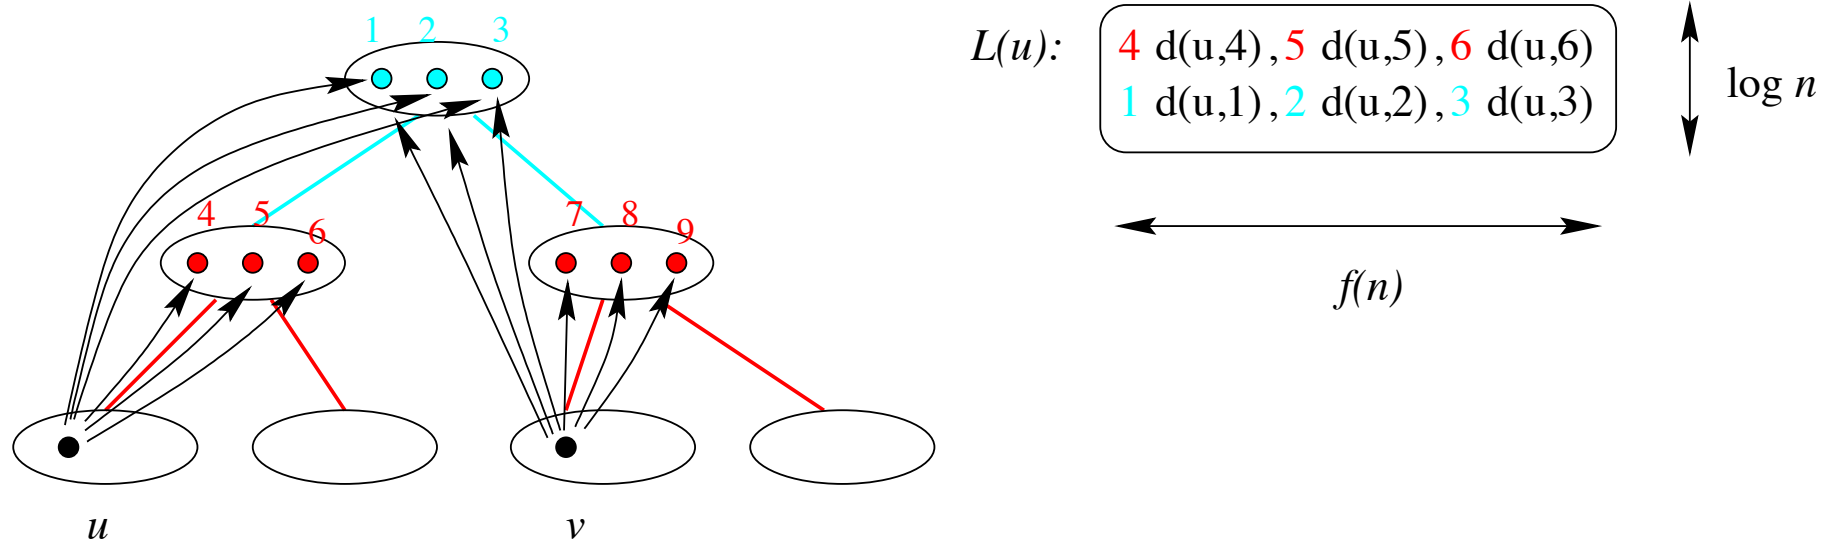 1 2 3
L(u): 4 d(u,4) , 5 d(u,5) , 6 d(u,6)
1 d(u,1) , 2 d(u,2) , 3 d(u,3)
log n
4 5 6 7 8 9
f(n)
u v